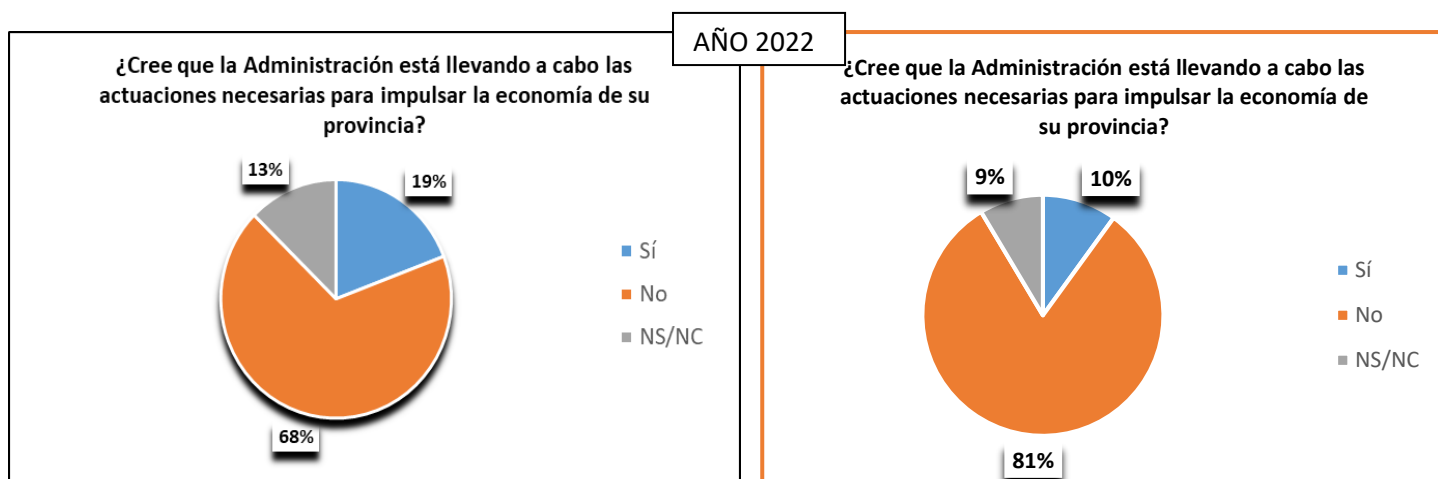 AÑO 2022
¿Cree que la Administración está llevando a cabo las
actuaciones necesarias para impulsar la economía de su
provincia?
13%
19%
Sí
No
NS/NC
68%
¿Cree que la Administración está llevando a cabo las
actuaciones necesarias para impulsar la economía de
su provincia?
9%
10%
Sí
No
NS/NC
81%